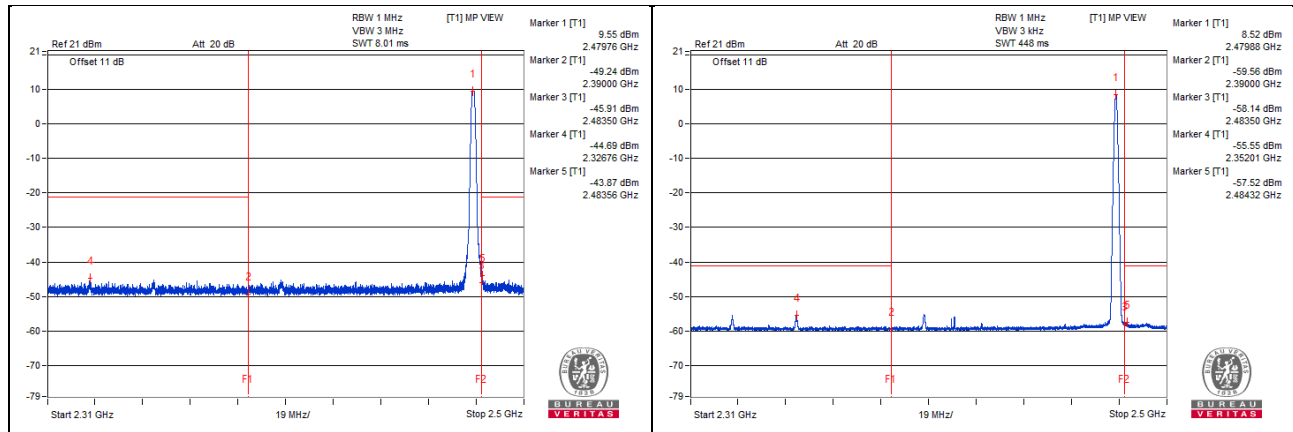 RBW 1 MHz
[T1] MP VIEW
VBW 3 MHz
Ref 21 dBm
Att 20 dB
SWT 8.01 ms
Offset 11 dB
21
10
0
-10
-20
-30
-40
-50
-60
-70
-79
1
4
2
5
F1
F2
Start 2.31 GHz
19 MHz/
Stop 2.5 GHz
Marker 1 [T1]
9.55 dBm
2.47976 GHz
Marker 2 [T1]
-49.24 dBm
2.39000 GHz
Marker 3 [T1]
-45.91 dBm
2.48350 GHz
Marker 4 [T1]
-44.69 dBm
2.32676 GHz
Marker 5 [T1]
-43.87 dBm
2.48356 GHz
BUREAU VERITAS
1828
BUREAU
VERITAS
RBW 1 MHz
[T1] MP VIEW
VBW 3 kHz
Ref 21 dBm
Att 20 dB
SWT 448 ms
Offset 11 dB
21
10
0
-10
-20
-30
-40
-50
-60
-70
-79
1
4
2
5
F1
F2
Start 2.31 GHz
19 MHz/
Stop 2.5 GHz
Marker 1 [T1]
8.52 dBm
2.47988 GHz
Marker 2 [T1]
-59.56 dBm
2.39000 GHz
Marker 3 [T1]
-58.14 dBm
2.48350 GHz
Marker 4 [T1]
-55.55 dBm
2.35201 GHz
Marker 5 [T1]
-57.52 dBm
2.48432 GHz
BUREAU VERITAS
1828
BUREAU
VERITAS